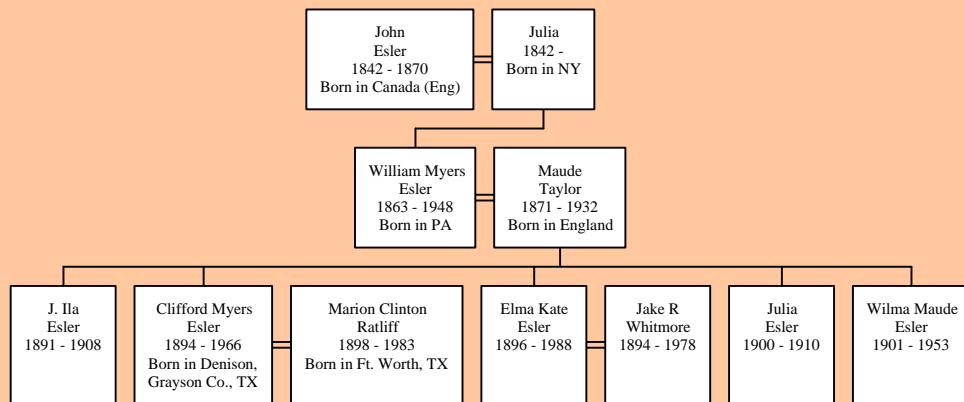 John
Esler
1842 - 1870
Born in Canada (Eng)
Julia
1842 -
Born in NY
William Myers
Esler
1863 - 1948
Born in PA
Maude
Taylor
1871 - 1932
Born in England
J. Ila
Esler
1891 - 1908
Clifford Myers
Esler
1894 - 1966
Born in Denison,
Grayson Co., TX
Marion Clinton
Ratliff
1898 - 1983
Born in Ft. Worth, TX
Elma Kate
Esler
1896 - 1988
Jake R
Whitmore
1894 - 1978
Julia
Esler
1900 - 1910
Wilma Maude
Esler
1901 - 1953